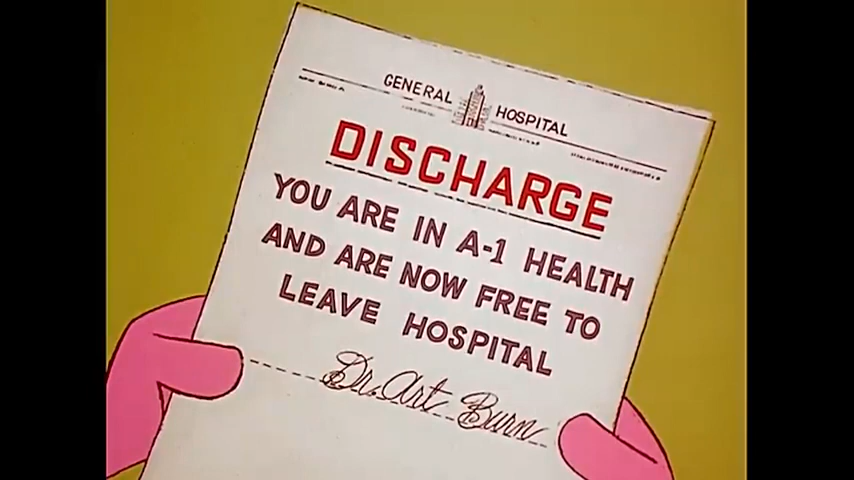 GENERAL HOSPITAL
DISCHARGE
YOU ARE IN A-1 HEALTH
AND ARE NOW FREE TO
LEAVE HOSPITAL
Dr. Art Burn